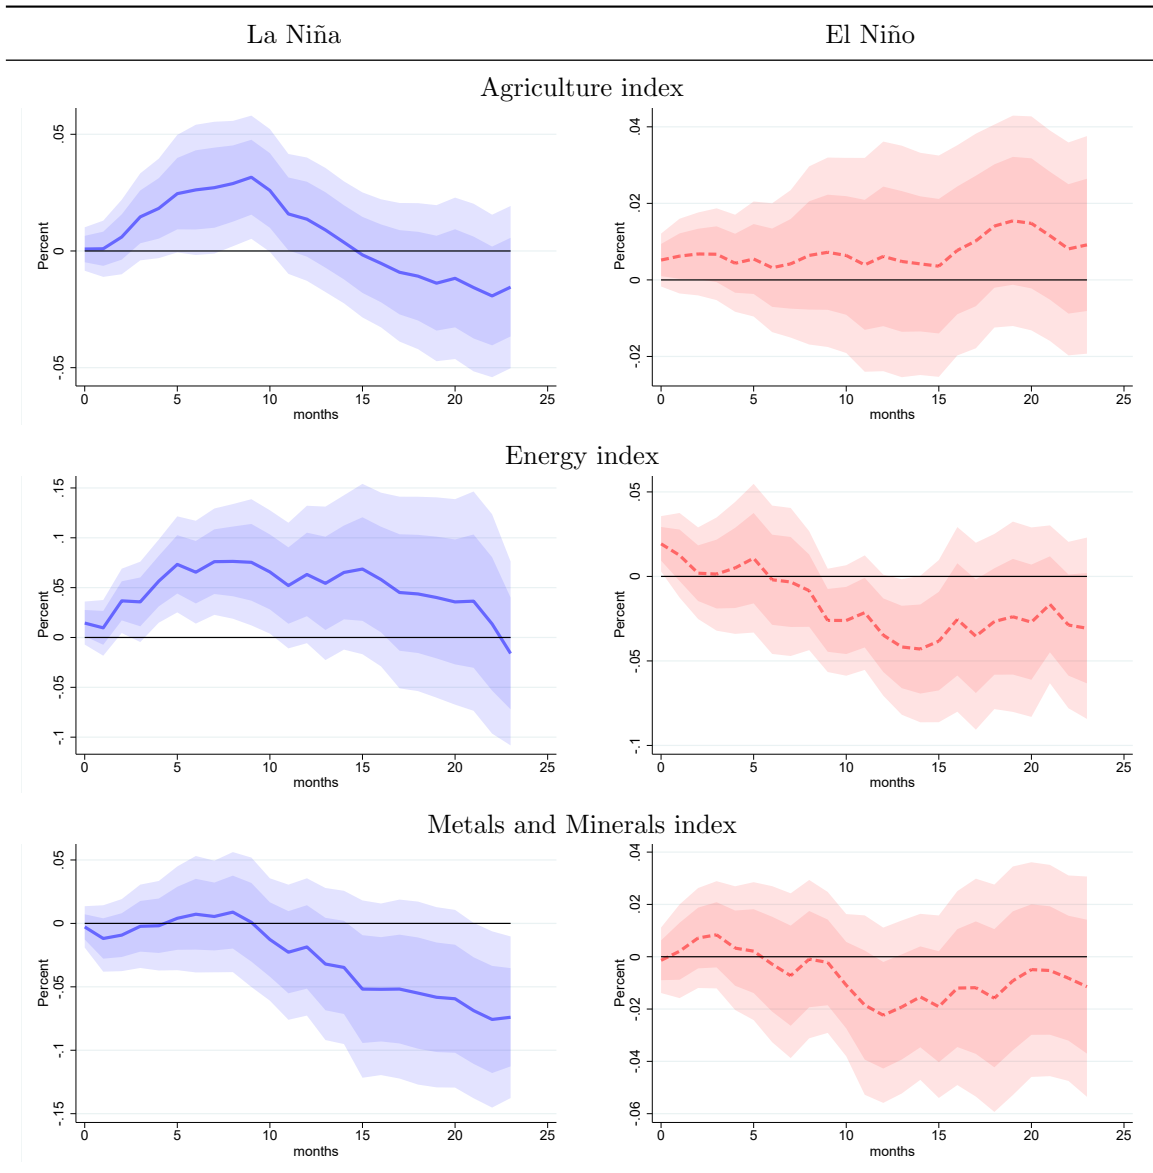 La Niña El Niño
Agriculture index
Percent
.05
0
-.05
0 5 10 15 20 25
months
Percent
.04
.02
0
-.02
0 5 10 15 20 25
months
Energy index
Percent
.15
.1
.05
0
-.05
-.1
0 5 10 15 20 25
months
Percent
.05
0
-.05
-.1
0 5 10 15 20 25
months
Metals and Minerals index
Percent
.05
0
-.05
-.1
-.15
0 5 10 15 20 25
months
Percent
.04
.02
0
-.02
-.04
-.06
0 5 10 15 20 25
months